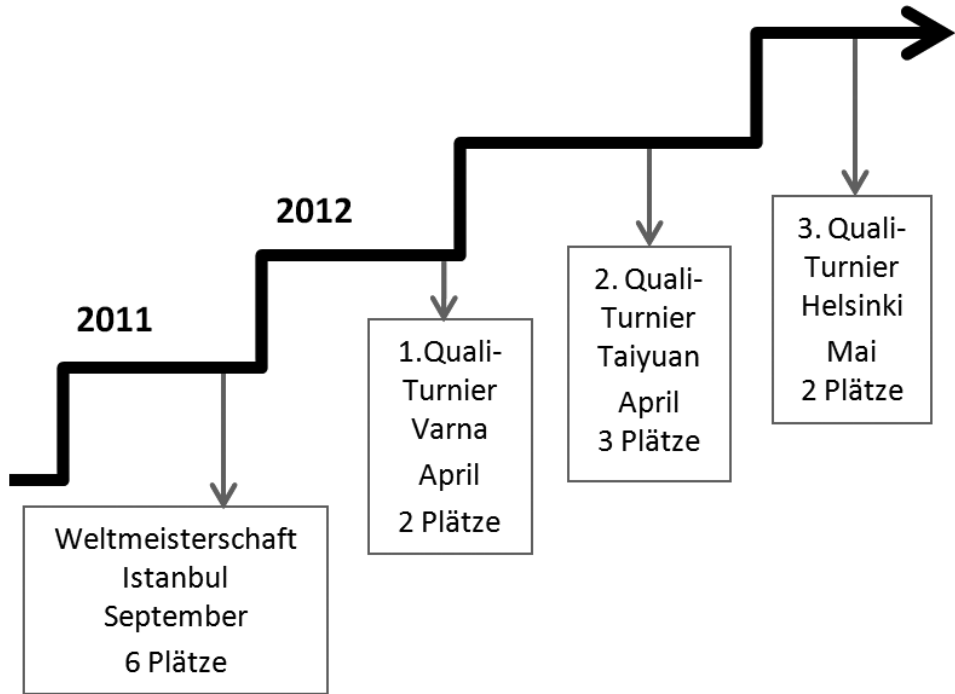 2011
Weltmeisterschaft
Istanbul
September
6 Plätze
2012
1.Quali-
Turnier
Varna
April
2 Plätze
2. Quali-
Turnier
Taiyuan
April
3 Plätze
3. Quali-
Turnier
Helsinki
Mai
2 Plätze